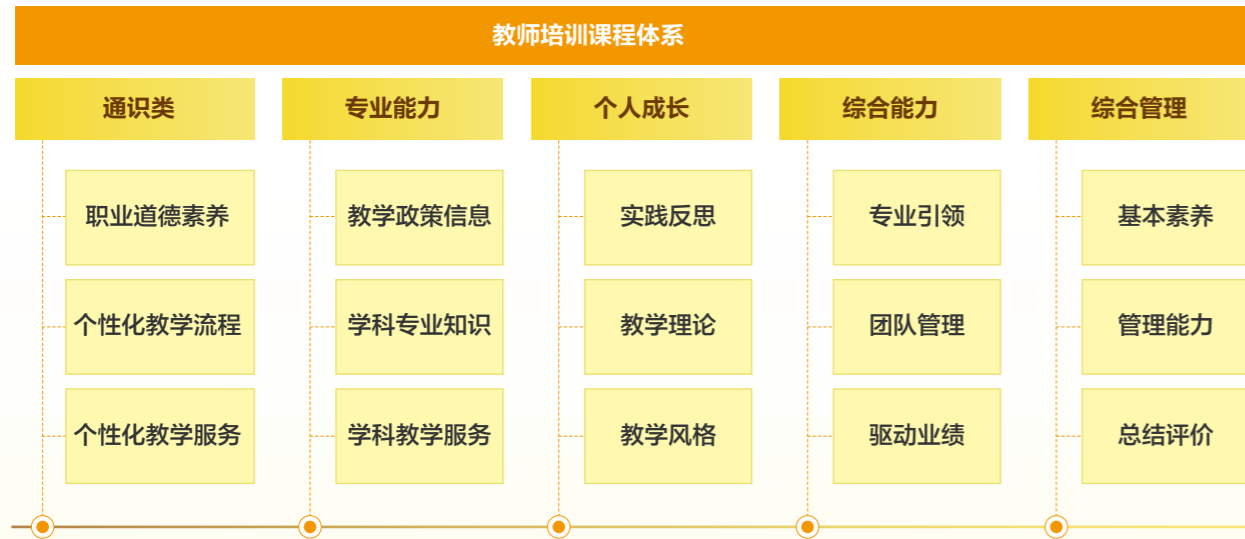 教师培训课程体系
通识类
专业能力
个人成长
综合能力
综合管理
职业道德素养
教学政策信息
实践反思
专业引领
基本素养
个性化教学流程
学科专业知识
教学理论
团队管理
管理能力
个性化教学服务
学科教学服务
教学风格
驱动业绩
总结评价